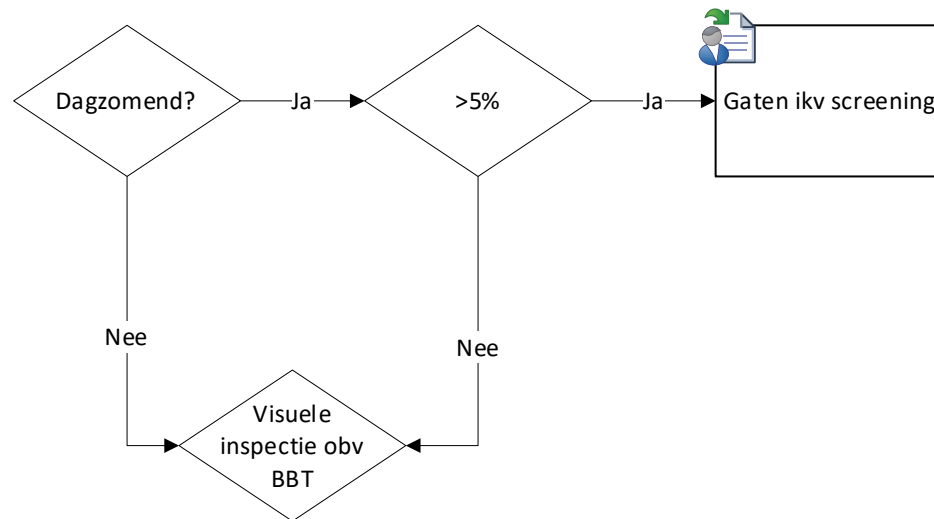 Dagzomend?
Ja
>5%
Ja
Gaten ikv screening
Nee
Nee
Visuele
inspectie obv
BBT